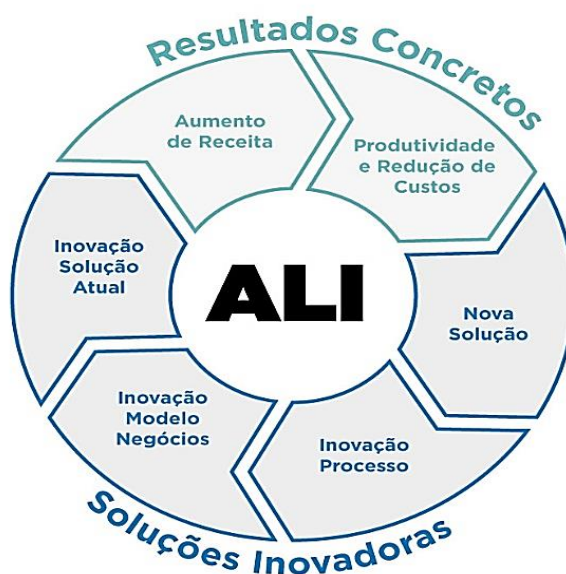 Resultados Concretos
Aumento
de Receita
Produtividade
e Redução de
Custos
Inovação
Solução
Atual
ALI
Nova
Solução
Inovação
Modelo
Negócios
Inovação
Processo
Soluções Inovadoras